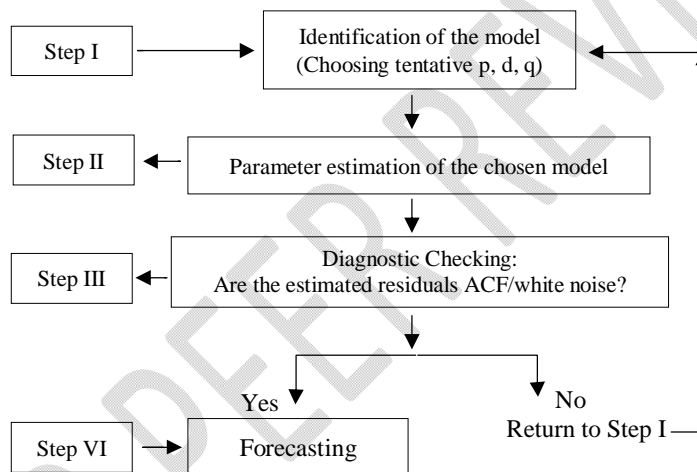 Step I
Identification of the model
(Choosing tentative p, d, q)
Step II
Parameter estimation of the chosen model
Step III
Diagnostic Checking:
Are the estimated residuals ACF/white noise?
Yes
No
Return to Step I
Step VI
Forecasting